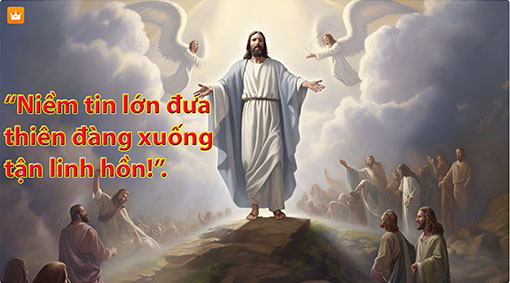 “Niềm tin lớn đưa
thiên đàng xuống
tận linh hồn!”.